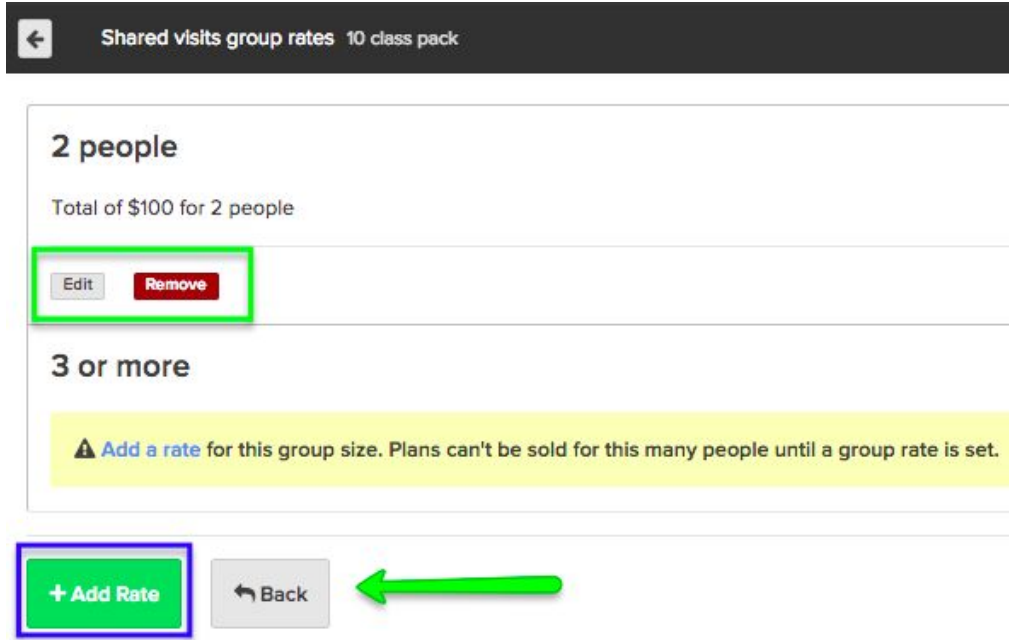 Shared visits group rates 10 class pack
2 people
Total of $100 for 2 people
Edit Remove
3 or more
Add a rate for this group size. Plans can't be sold for this many people until a group rate is set.
+ Add Rate Back